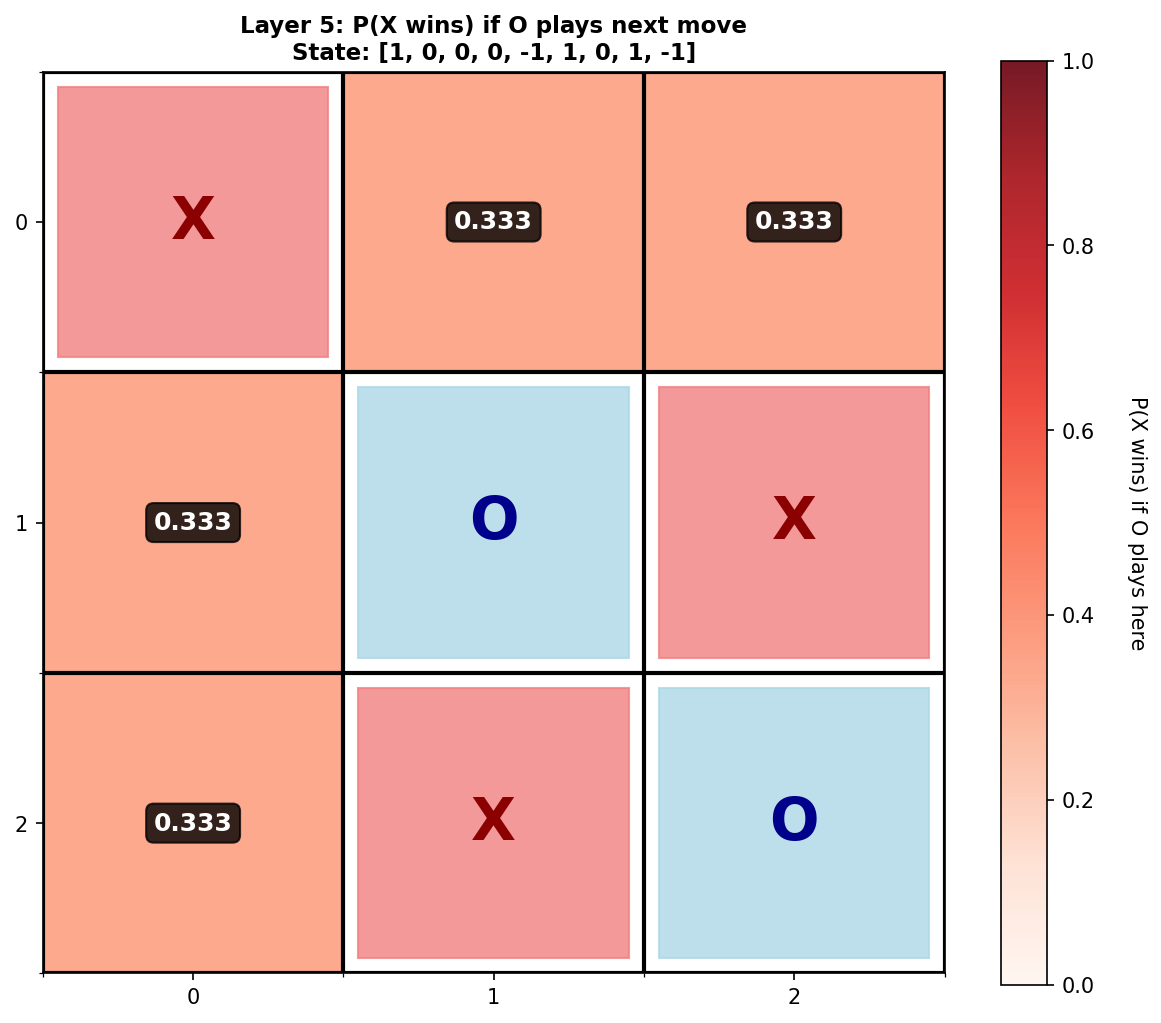 Layer 5: P(X wins) if O plays next move
State: [1, 0, 0, 0, -1, 1, 0, 1, -1]
0
X
0.333
0.333
1
0.333
O
X
2
0.333
X
O
0
1
2
1.0
0.8
0.6
0.4
0.2
0.0
P(X wins) if O plays here